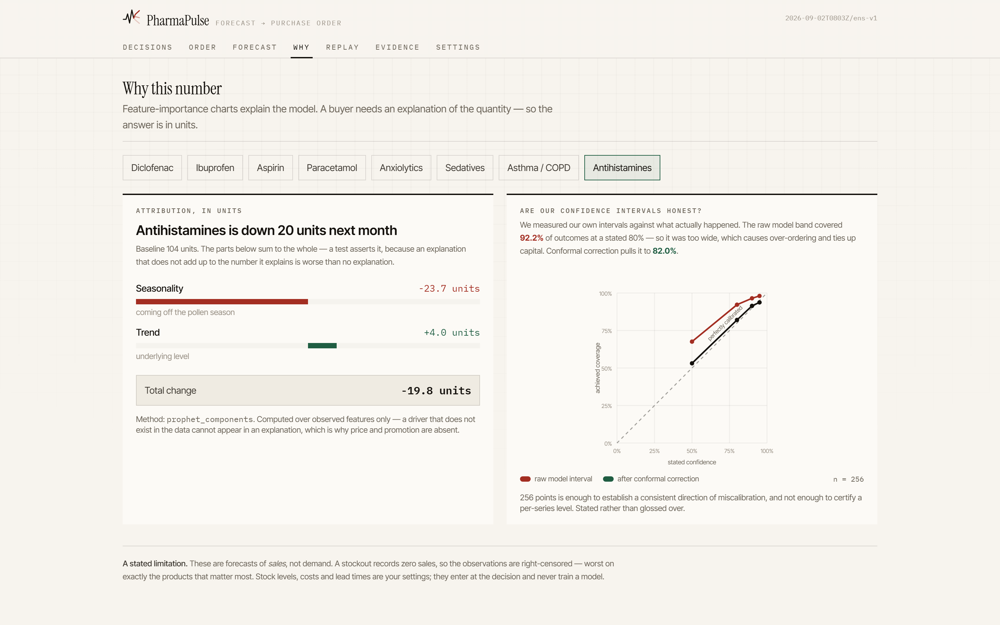 PharmaPulse FORECAST → PURCHASE ORDER
2026-09-02T0803Z/ens-v1
DECISIONS ORDER FORECAST WHY REPLAY EVIDENCE SETTINGS
Why this number
Feature-importance charts explain the model. A buyer needs an explanation of the quantity — so the
answer is in units.
Diclofenac Ibuprofen Aspirin Paracetamol Anxiolytics Sedatives Asthma / COPD Antihistamines
ATTRIBUTION, IN UNITS
Antihistamines is down 20 units next month
Baseline 104 units. The parts below sum to the whole — a test asserts it, because an explanation
that does not add up to the number it explains is worse than no explanation.
Seasonality -23.7 units
coming off the pollen season
Trend +4.0 units
underlying level
Total change -19.8 units
Method: prophet_components. Computed over observed features only — a driver that does not
exist in the data cannot appear in an explanation, which is why price and promotion are absent.
ARE OUR CONFIDENCE INTERVALS HONEST?
We measured our own intervals against what actually happened. The raw model band covered
92.2% of outcomes at a stated 80% — so it was too wide, which causes over-ordering and ties up
capital. Conformal correction pulls it to 82.0%.
100%
75%
50%
25%
0%
achieved coverage
perfectly calibrated
0% 25% 50% 75% 100%
stated confidence
raw model interval after conformal correction n = 256
256 points is enough to establish a consistent direction of miscalibration, and not enough to certify a
per-series level. Stated rather than glossed over.
A stated limitation. These are forecasts of sales, not demand. A stockout records zero sales, so the observations are right-censored — worst on
exactly the products that matter most. Stock levels, costs and lead times are your settings; they enter at the decision and never train a model.